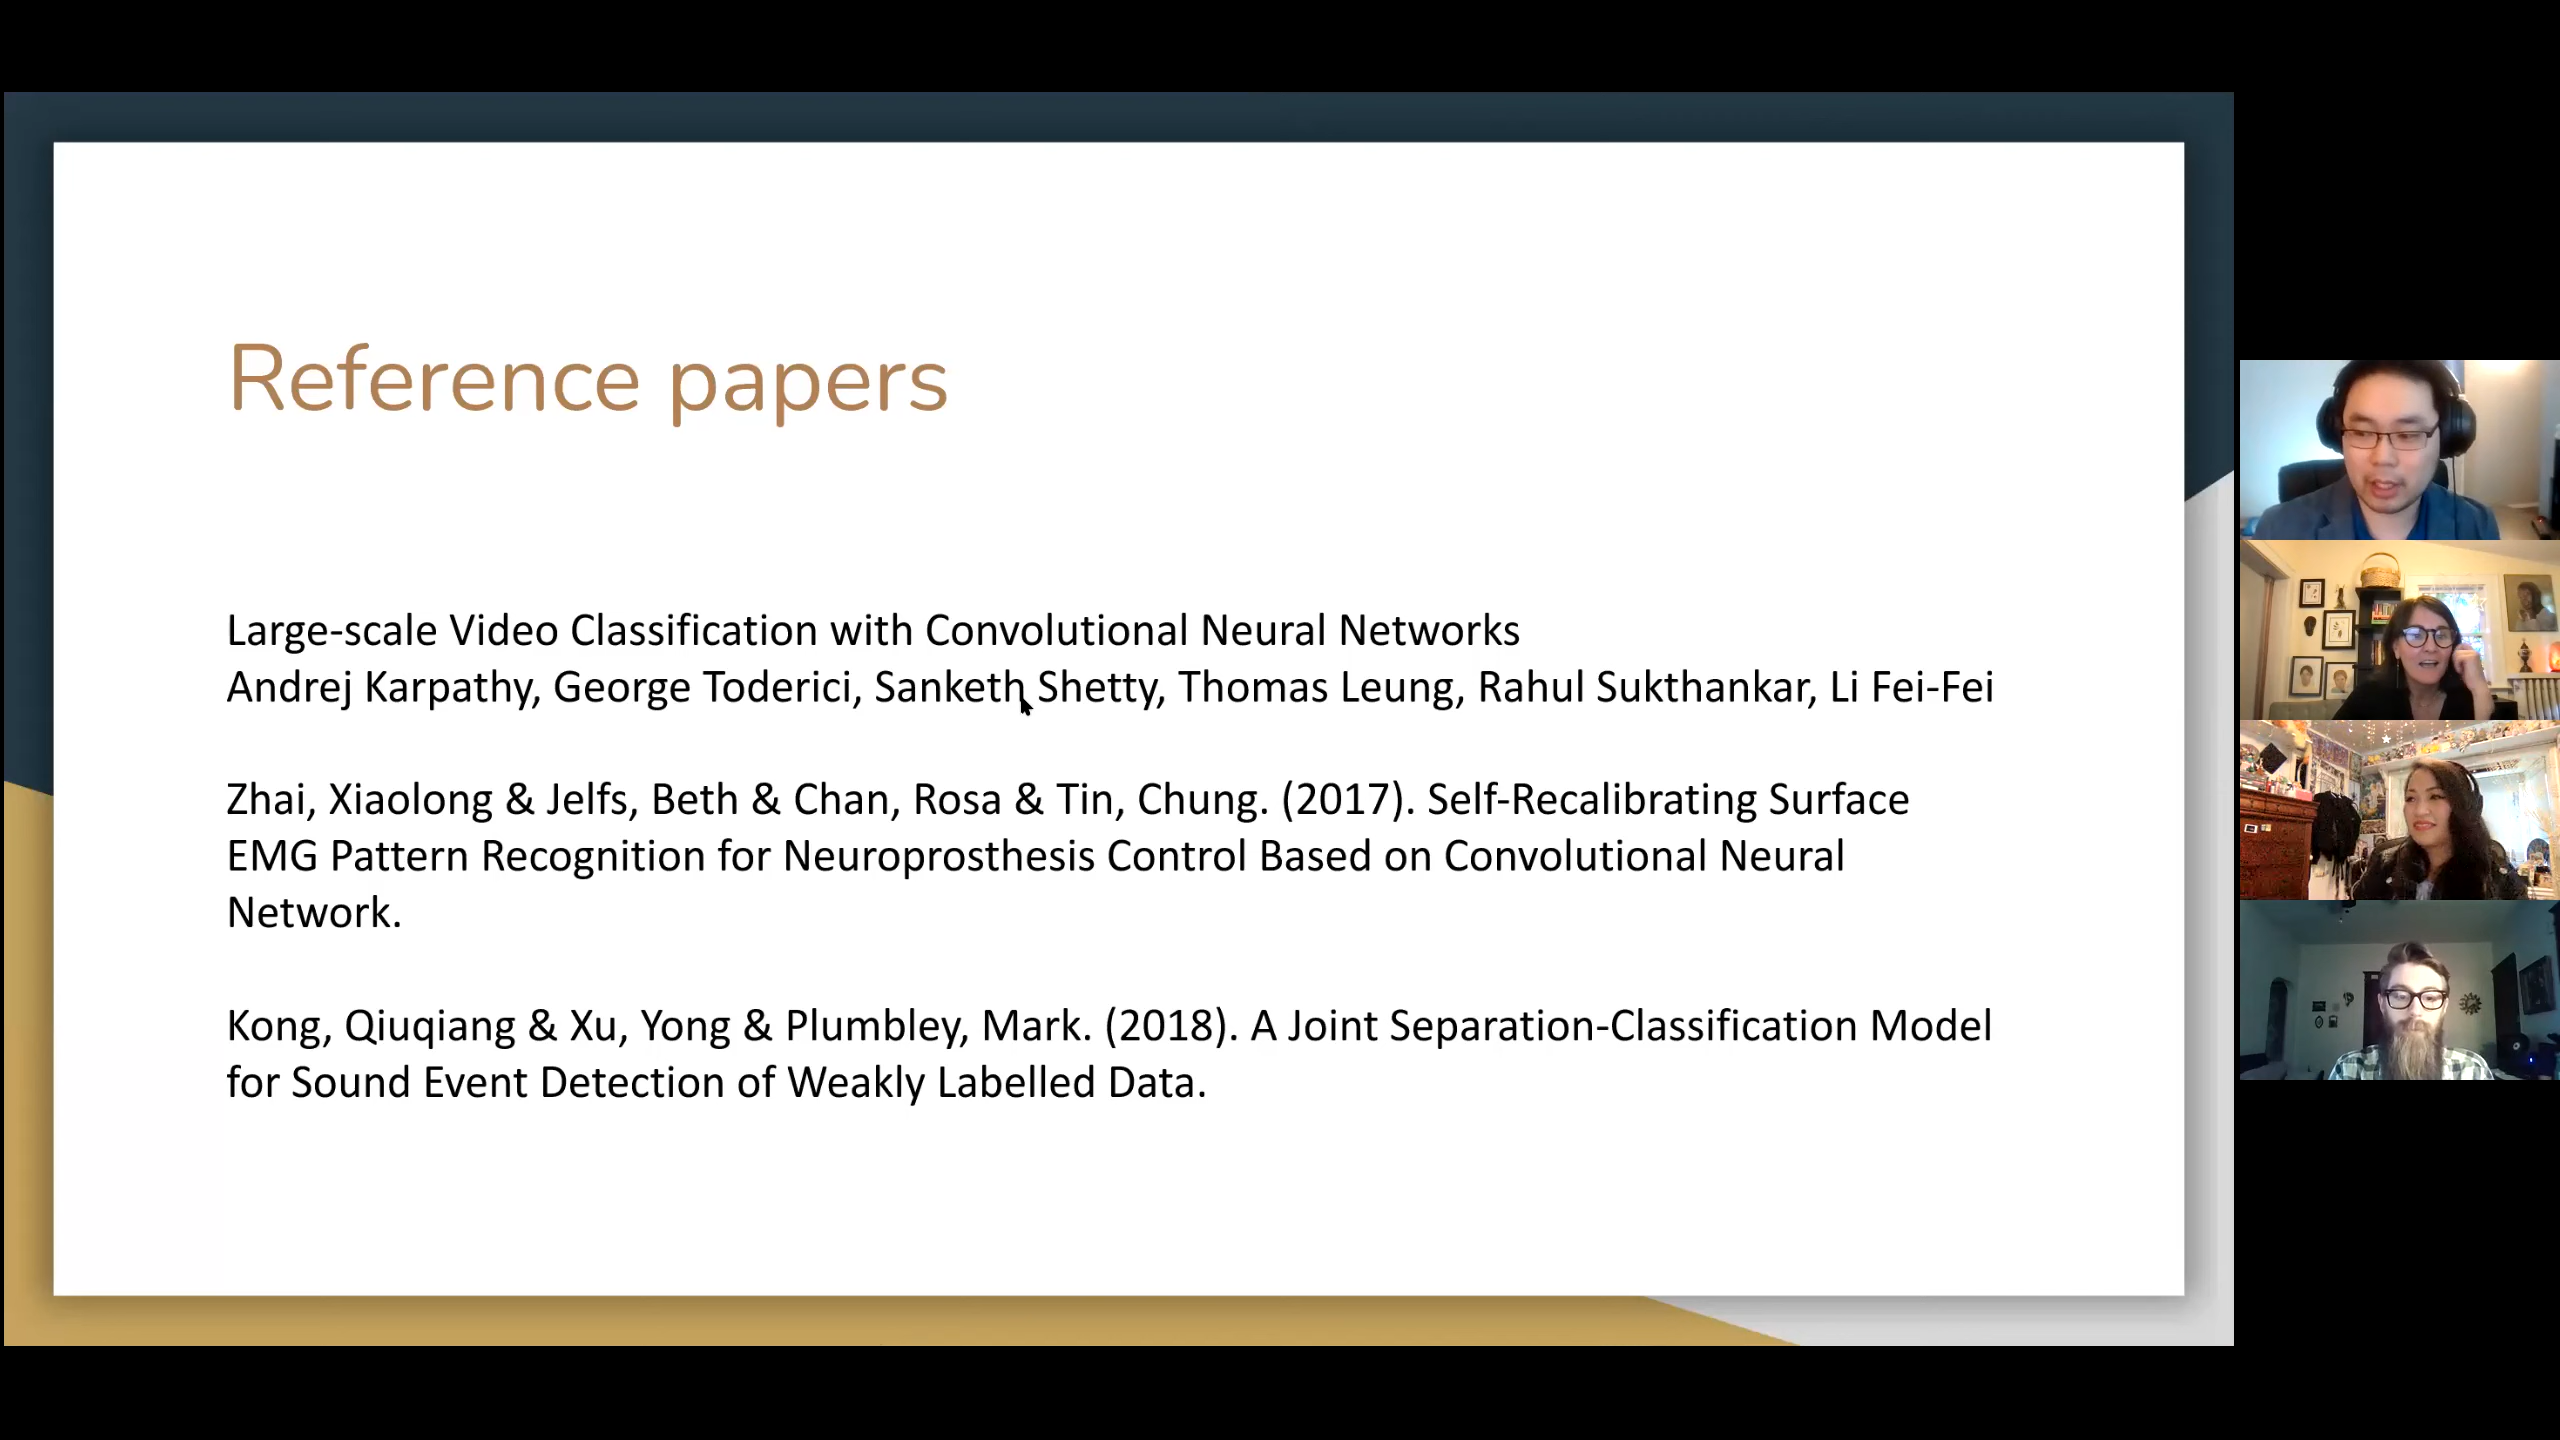 Reference papers
Large-scale Video Classification with Convolutional Neural Networks
Andrej Karpathy, George Toderici, Sanketh Shetty, Thomas Leung, Rahul Sukthankar, Li Fei-Fei
Zhai, Xiaolong & Jelfs, Beth & Chan, Rosa & Tin, Chung. (2017). Self-Recalibrating Surface
EMG Pattern Recognition for Neuroprosthesis Control Based on Convolutional Neural
Network.
Kong, Qiuqiang & Xu, Yong & Plumbley, Mark. (2018). A Joint Separation-Classification Model
for Sound Event Detection of Weakly Labelled Data.